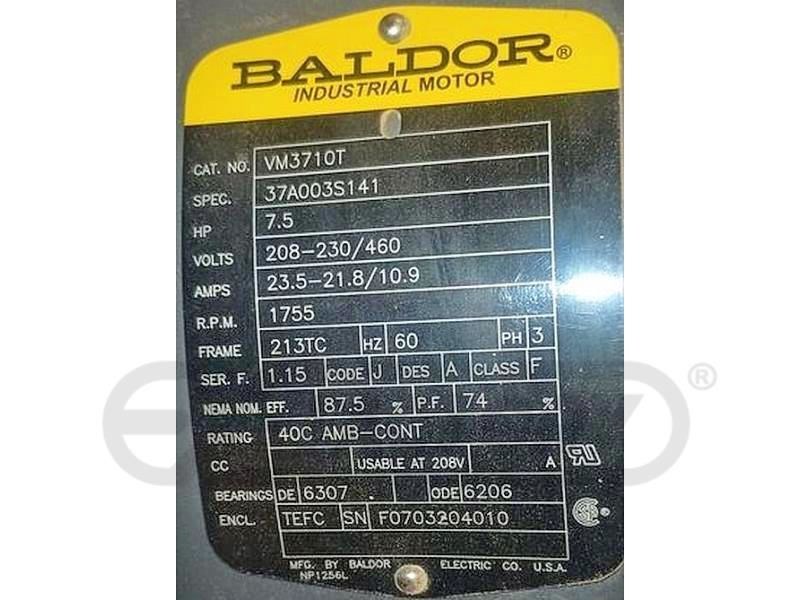 BALDOR®
INDUSTRIAL MOTOR
CAT. NO. VM3710T
SPEC. 37A003S141
HP 7.5
VOLTS 208-230/460
AMPS 23.5-21.8/10.9
R.P.M. 1755
FRAME 213TC HZ 60 PH 3
SER. F. 1.15 CODE J DES A CLASS F
NEMA NOM. EFF. 87.5 % P.F. 74 %
RATING 40C AMB-CONT
CC USABLE AT 208V A
BEARINGS DE 6307 ODE 6206
ENCL. TEFC SN F0703204010
MFG. BY BALDOR ELECTRIC CO. U.S.A.
NP1256L